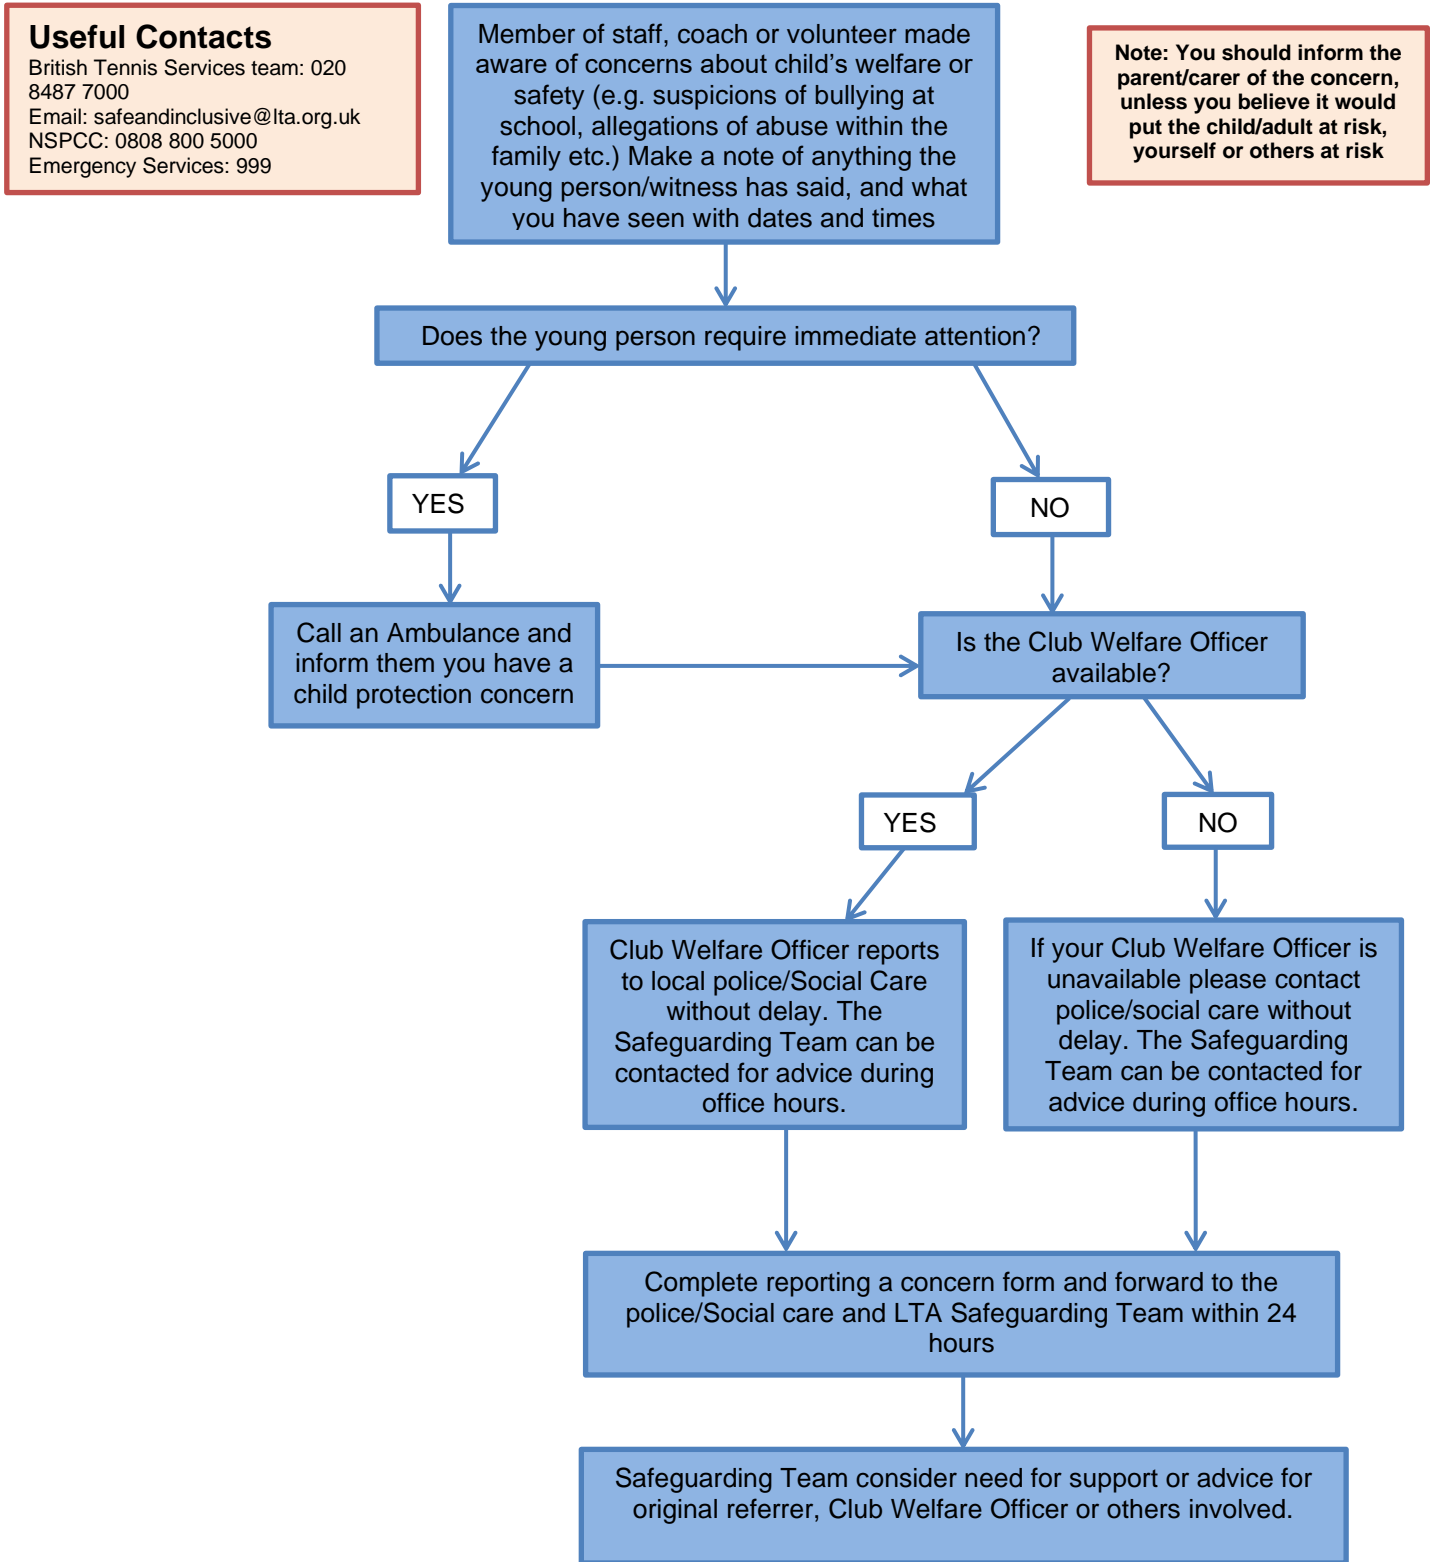 Useful Contacts
British Tennis Services team: 020
8487 7000
Email: safeandinclusive@lta.org.uk
NSPCC: 0808 800 5000
Emergency Services: 999
Member of staff, coach or volunteer made
aware of concerns about child’s welfare or
safety (e.g. suspicions of bullying at
school, allegations of abuse within the
family etc.) Make a note of anything the
young person/witness has said, and what
you have seen with dates and times
Note: You should inform the
parent/carer of the concern,
unless you believe it would
put the child/adult at risk,
yourself or others at risk
Does the young person require immediate attention?
YES
NO
Call an Ambulance and
inform them you have a
child protection concern
Is the Club Welfare Officer
available?
YES
NO
Club Welfare Officer reports
to local police/Social Care
without delay. The
Safeguarding Team can be
contacted for advice during
office hours.
If your Club Welfare Officer is
unavailable please contact
police/social care without
delay. The Safeguarding
Team can be contacted for
advice during office hours.
Complete reporting a concern form and forward to the
police/Social care and LTA Safeguarding Team within 24
hours
Safeguarding Team consider need for support or advice for
original referrer, Club Welfare Officer or others involved.